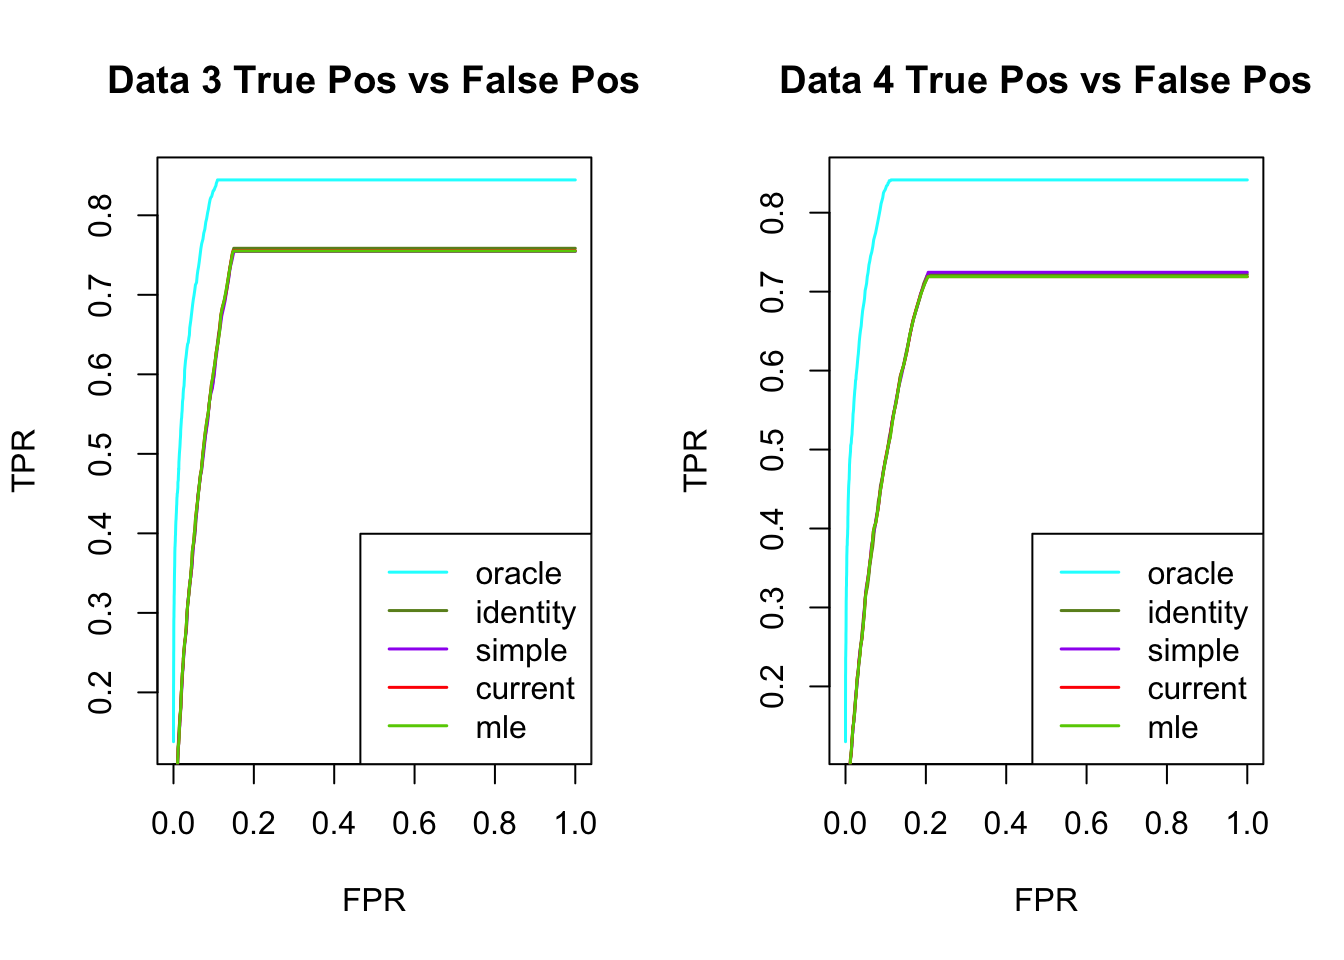 Data 3 True Pos vs False Pos
TPR
0.8
0.7
0.6
0.5
0.4
0.3
0.2
oracle
identity
simple
current
mle
0.0 0.2 0.4 0.6 0.8 1.0
FPR
Data 4 True Pos vs False Pos
TPR
0.8
0.7
0.6
0.5
0.4
0.3
0.2
oracle
identity
simple
current
mle
0.0 0.2 0.4 0.6 0.8 1.0
FPR